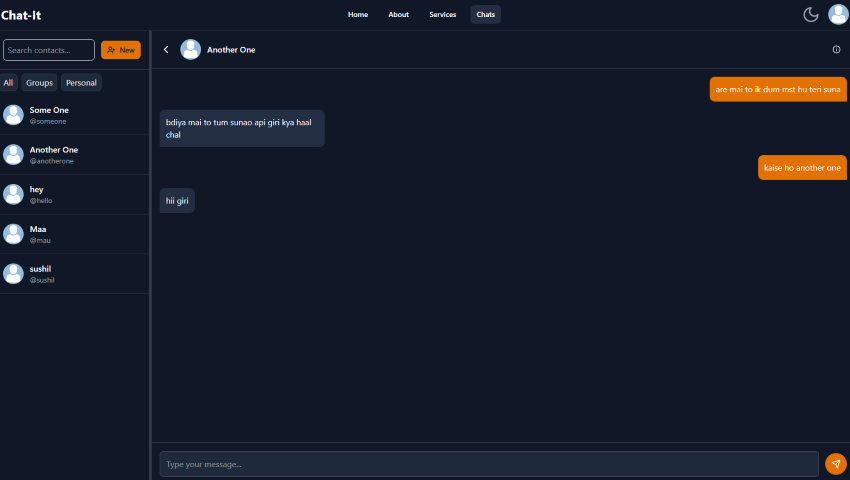 Chat-It
Home
About
Services
Chats
Search contacts...
New
All
Groups
Personal
Some One
@someone
Another One
@anotherone
hey
@hello
Maa
@mau
sushil
@sushil
Another One
are mai to ik dum mst hu teri suna
bdiya mai to tum sunao api giri kya haal
chal
kaise ho another one
hii giri
Type your message...